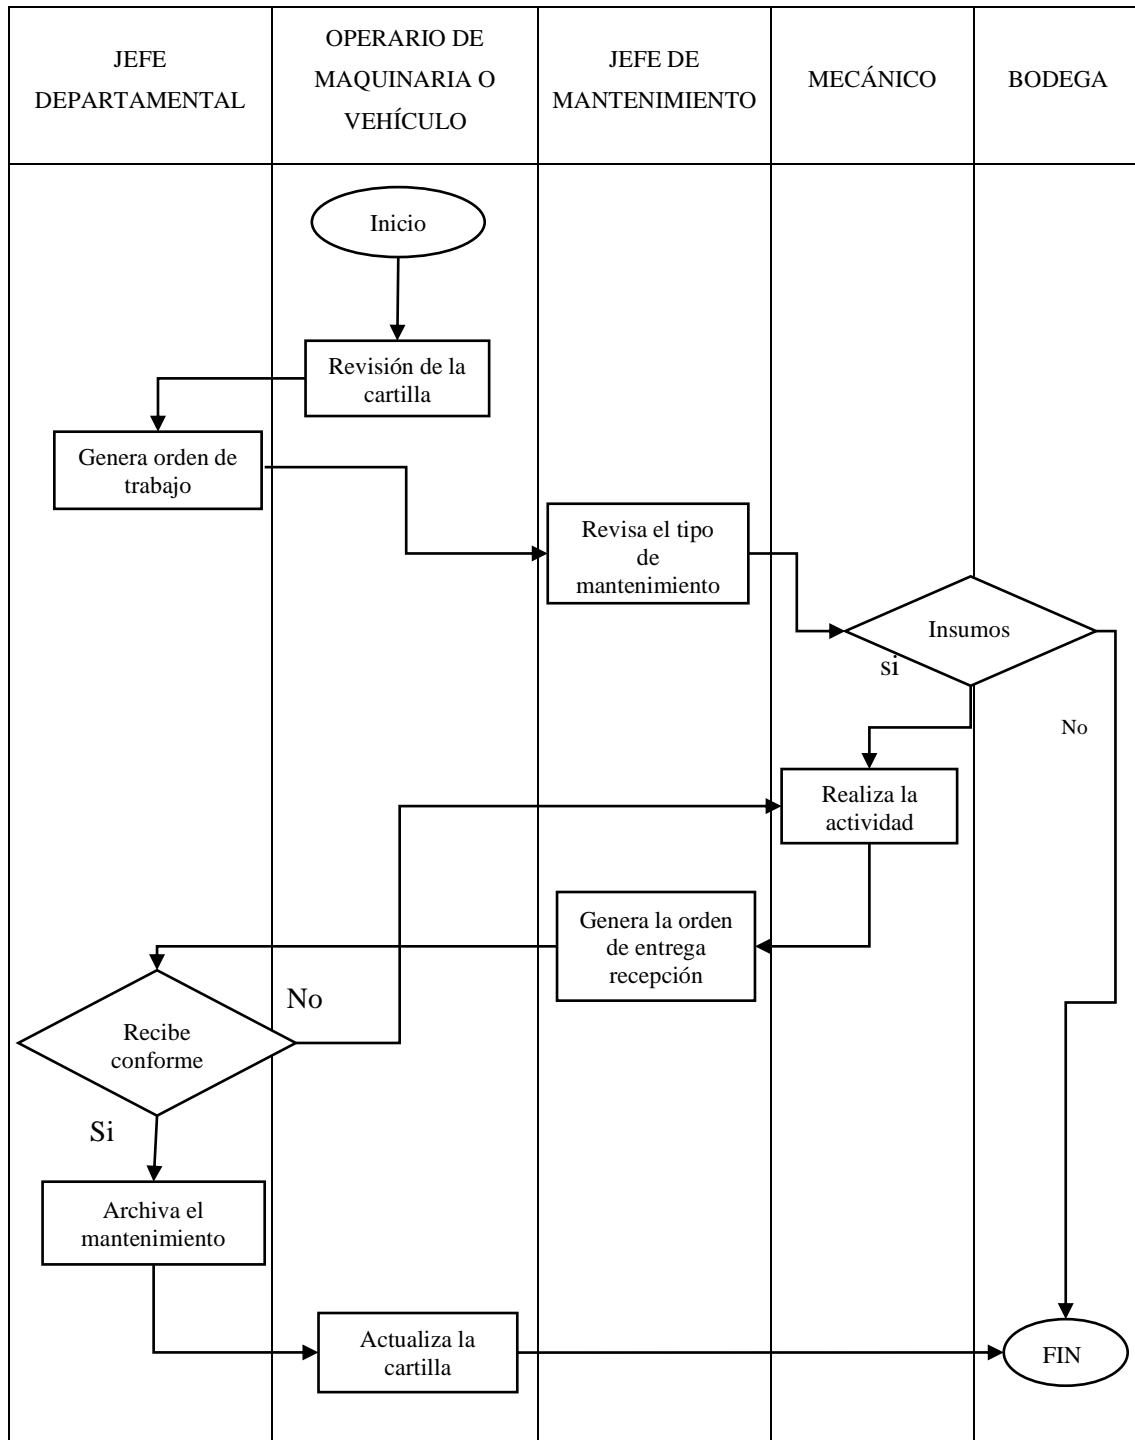 JEFE
DEPARTAMENTAL
OPERARIO DE
MAQUINARIA O
VEHÍCULO
JEFE DE
MANTENIMIENTO
MECÁNICO
BODEGA
Inicio
Revisión de la
cartilla
Genera orden de
trabajo
Revisa el tipo
de
mantenimiento
Insumos
si
No
Realiza la
actividad
Genera la orden
de entrega
recepción
No
Recibe
conforme
Si
Archiva el
mantenimiento
Actualiza la
cartilla
FIN